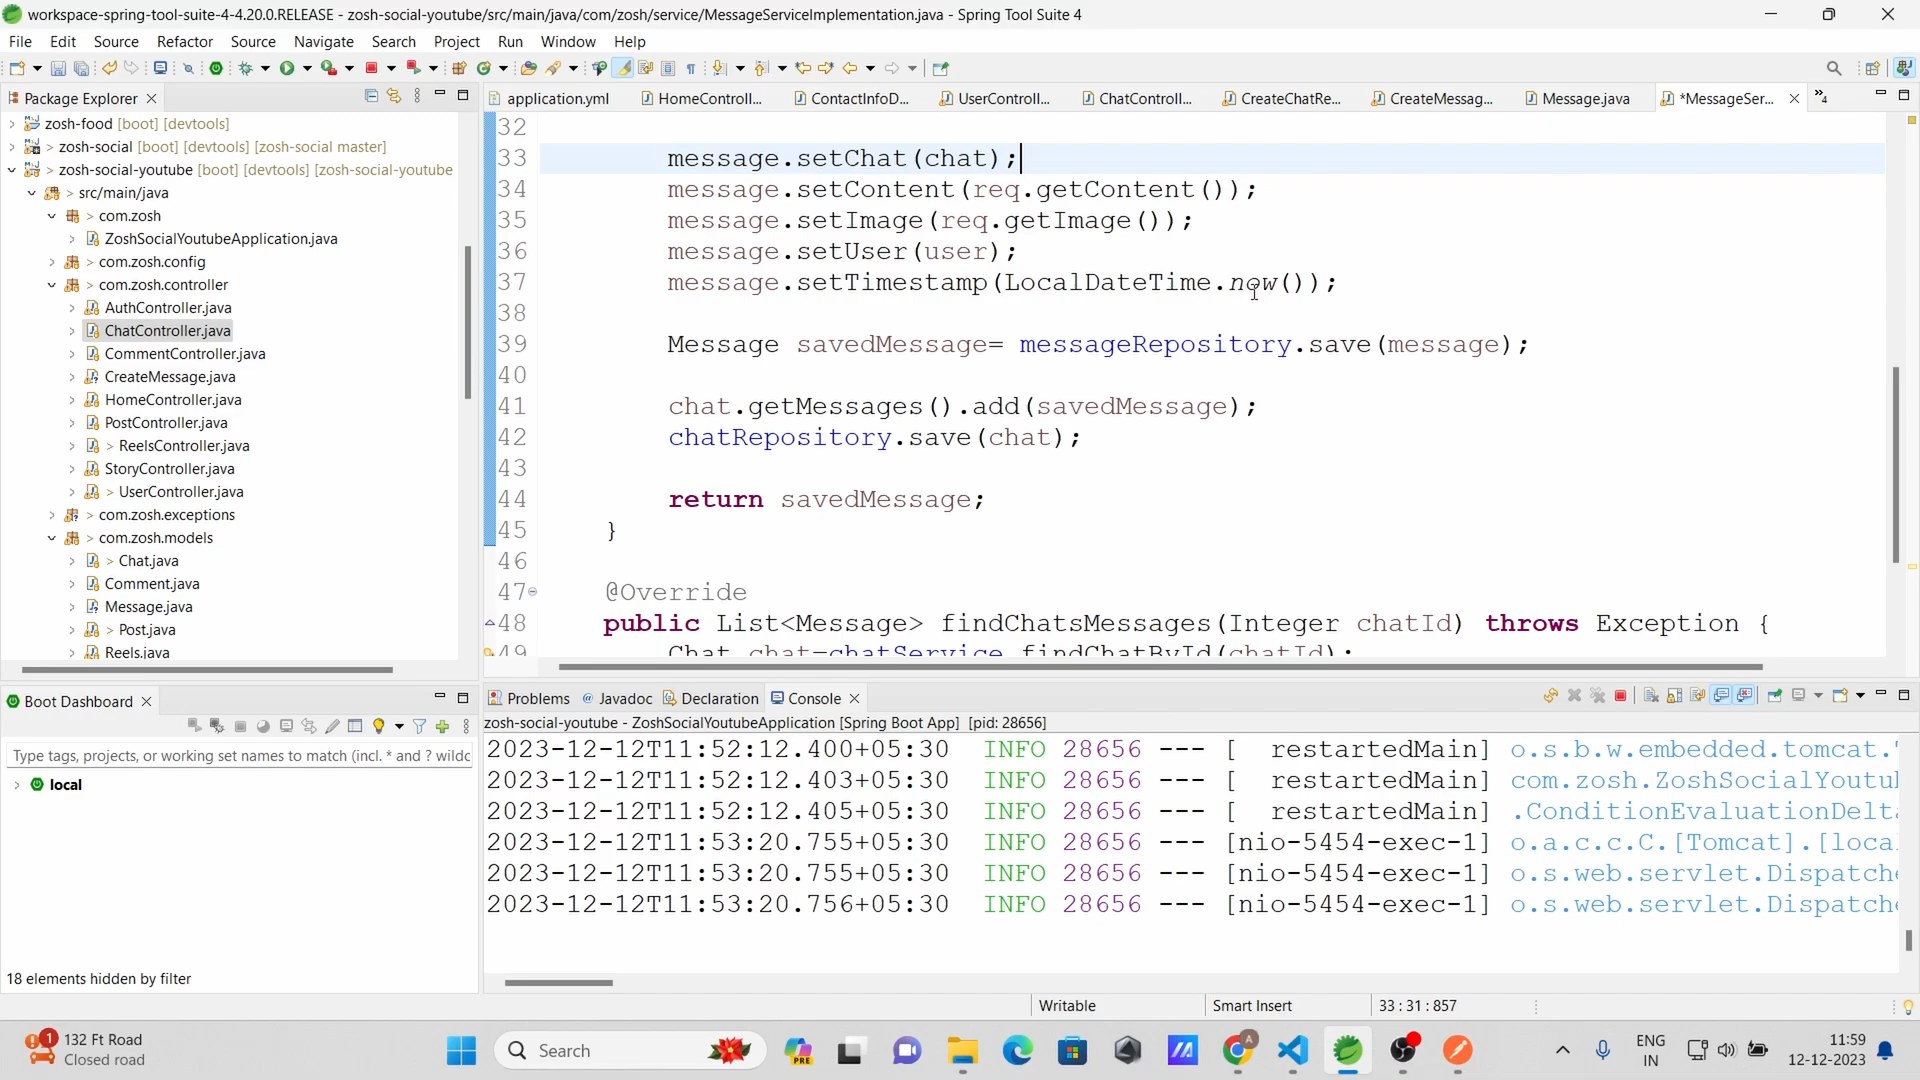 workspace-spring-tool-suite-4-4.20.0.RELEASE - zosh-social-youtube/src/main/java/com/zosh/service/MessageServiceImplementation.java - Spring Tool Suite 4
File Edit Source Refactor Source Navigate Search Project Run Window Help
Package Explorer
application.yml HomeControll... ContactInfoD... UserControll... ChatControll... CreateChatRe... CreateMessag... Message.java *MessageSer... »4
> zosh-food [boot] [devtools]
> > zosh-social [boot] [devtools] [zosh-social master]
> zosh-social-youtube [boot] [devtools] [zosh-social-youtube
> src/main/java
> com.zosh
> ZoshSocialYoutubeApplication.java
> > com.zosh.config
> com.zosh.controller
> AuthController.java
> ChatController.java
> CommentController.java
> CreateMessage.java
> HomeController.java
> PostController.java
> > ReelsController.java
> StoryController.java
> > UserController.java
> > com.zosh.exceptions
> com.zosh.models
> > Chat.java
> Comment.java
> Message.java
> > Post.java
> Reels.java
32
33 message.setChat(chat);
34 message.setContent(req.getContent());
35 message.setImage(req.getImage());
36 message.setUser(user);
37 message.setTimestamp(LocalDateTime.now());
38
39 Message savedMessage= messageRepository.save(message);
40
41 chat.getMessages().add(savedMessage);
42 chatRepository.save(chat);
43
44 return savedMessage;
45 }
46
47 @Override
48 public List<Message> findChatsMessages(Integer chatId) throws Exception {
49 Chat chat=chatService.findChatById(chatId);
Boot Dashboard
Type tags, projects, or working set names to match (incl. * and ? wildc
> local
18 elements hidden by filter
Problems @ Javadoc Declaration Console
zosh-social-youtube - ZoshSocialYoutubeApplication [Spring Boot App] [pid: 28656]
2023-12-12T11:52:12.400+05:30 INFO 28656 --- [ restartedMain] o.s.b.w.embedded.tomcat.
2023-12-12T11:52:12.403+05:30 INFO 28656 --- [ restartedMain] com.zosh.ZoshSocialYoutu
2023-12-12T11:52:12.405+05:30 INFO 28656 --- [ restartedMain] .ConditionEvaluationDelt
2023-12-12T11:53:20.755+05:30 INFO 28656 --- [nio-5454-exec-1] o.a.c.c.C.[Tomcat].[loca
2023-12-12T11:53:20.755+05:30 INFO 28656 --- [nio-5454-exec-1] o.s.web.servlet.Dispatch
2023-12-12T11:53:20.756+05:30 INFO 28656 --- [nio-5454-exec-1] o.s.web.servlet.Dispatch
Writable Smart Insert 33 : 31 : 857
1 132 Ft Road
Closed road
Search
PRE
A
ENG
IN
11:59
12-12-2023